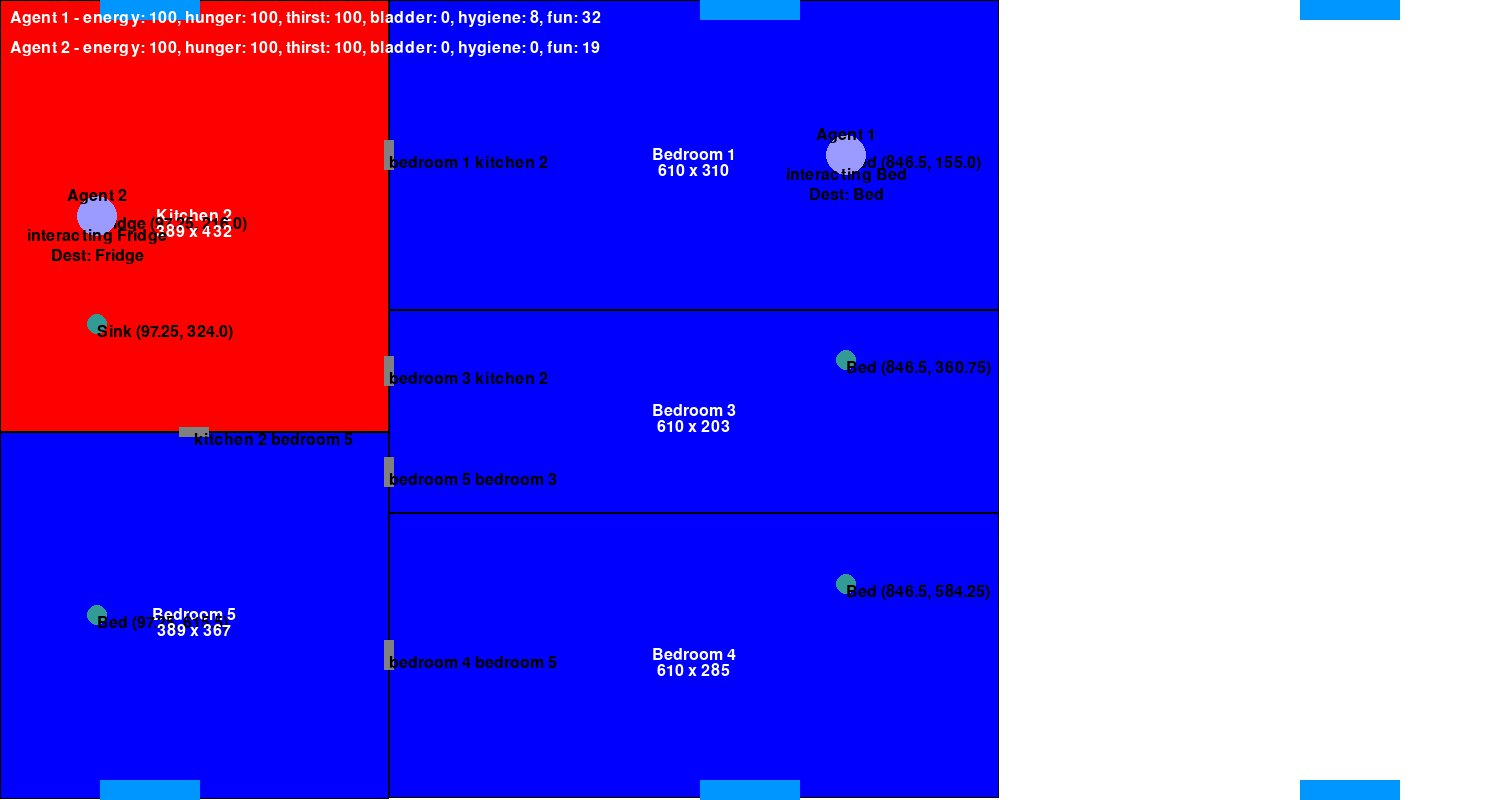 Agent 1 - energy: 100, hunger: 100, thirst: 100, bladder: 0, hygiene: 8, fun: 32
Agent 2 - energy: 100, hunger: 100, thirst: 100, bladder: 0, hygiene: 0, fun: 19
Agent 1
bedroom 1 kitchen 2
Bedroom 1
610 x 310
(846.5, 155.0)
interacting Bed
Dest: Bed
Agent 2
Kitchen 2
389 x 432
interacting Fridge
Dest: Fridge
Sink (97.25, 324.0)
bedroom 3 kitchen 2
Bed (846.5, 360.75)
Bedroom 3
610 x 203
kitchen 2 bedroom 5
bedroom 5 bedroom 3
Bed (846.5, 584.25)
Bedroom 5
389 x 367
Bed
bedroom 4 bedroom 5
Bedroom 4
610 x 285